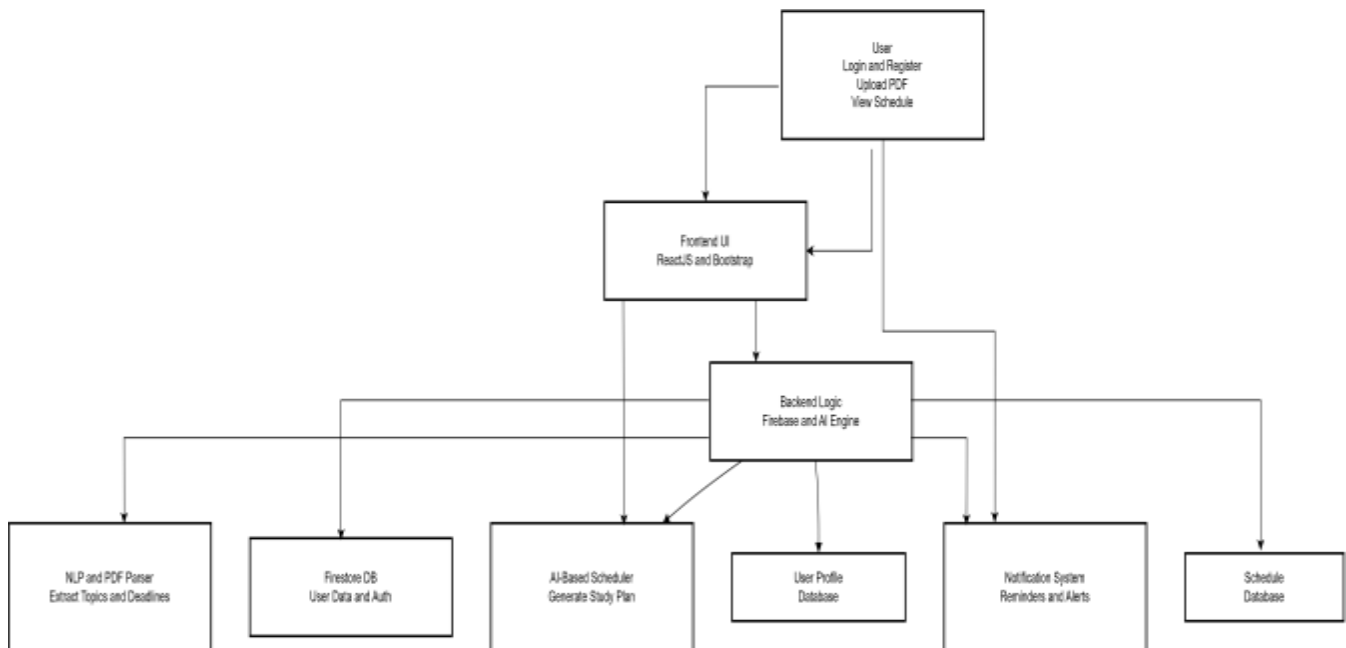 User
Login and Register
Upload PDF
View Schedule
Frontend UI
ReactJS and Bootstrap
Backend Logic
Firebase and AI Engine
NLP and PDF Parser
Extract Topics and Deadlines
Firestore DB
User Data and Auth
AI-Based Scheduler
Generate Study Plan
User Profile
Database
Notification System
Reminders and Alerts
Schedule
Database